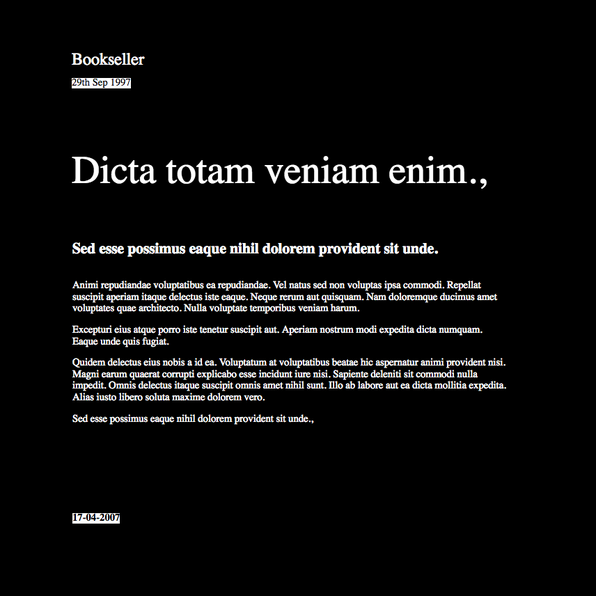 Bookseller
29th Sep 1997
Dicta totam veniam enim.,
Sed esse possimus eaque nihil dolorem provident sit unde.
Animi repudiandae voluptatibus ea repudiandae. Vel natus sed non voluptas ipsa commodi. Repellat
suscipit aperiam itaque delectus iste eaque. Neque rerum aut quisquam. Nam doloremque ducimus amet
voluptates quae architecto. Nulla voluptate temporibus veniam harum.
Excepturi eius atque porro iste tenetur suscipit aut. Aperiam nostrum modi expedita dicta numquam.
Eaque unde quis fugiat.
Quidem delectus eius nobis a id ea. Voluptatum at voluptatibus beatae hic aspernatur animi provident nisi.
Magni earum quaerat corrupti explicabo esse incidunt iure nisi. Sapiente deleniti sit commodi nulla
impedit. Omnis delectus itaque suscipit omnis amet nihil sunt. Illo ab labore aut ea dicta mollitia expedita.
Alias iusto libero soluta maxime dolorem vero.
Sed esse possimus eaque nihil dolorem provident sit unde.,
17-04-2007